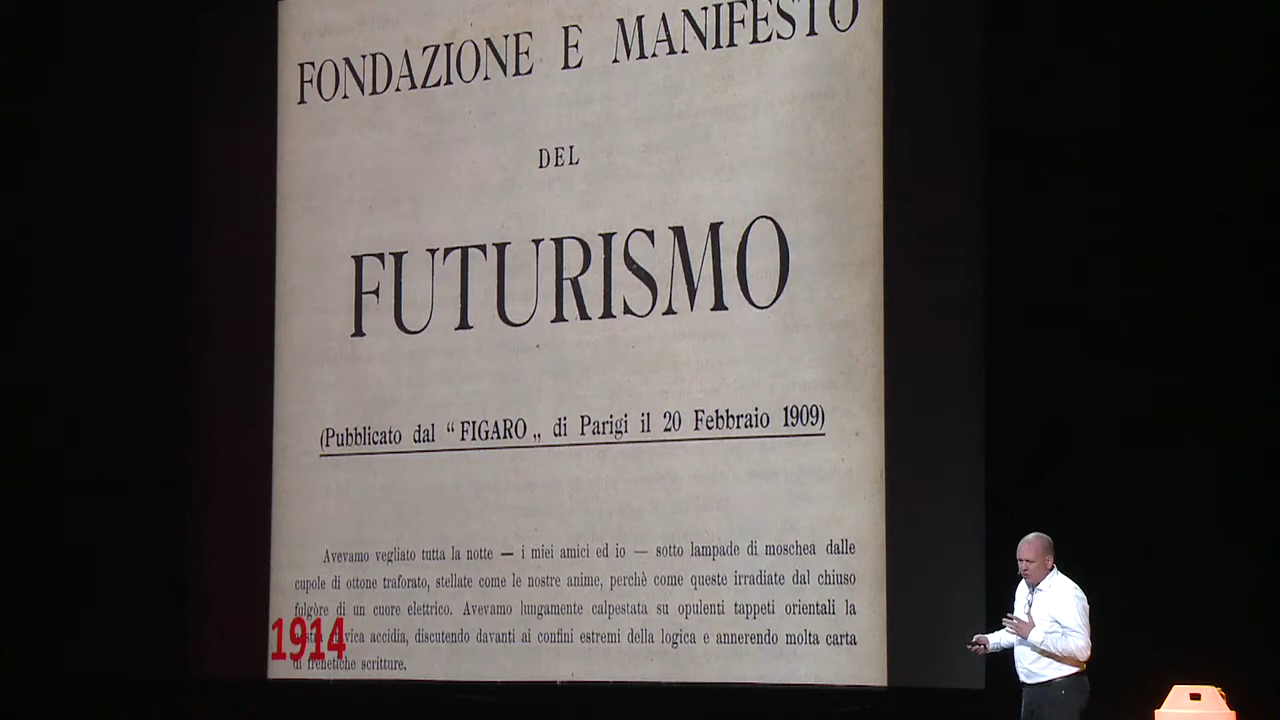 FONDAZIONE E MANIFESTO
DEL
FUTURISMO
(Pubblicato dal “ FIGARO „ di Parigi il 20 Febbraio 1909)
Avevamo vegliato tutta la notte — i miei amici ed io — sotto lampade di moschea dalle
cupole di ottone traforato, stellate come le nostre anime, perchè come queste irradiate dal chiuso
fulgòre di un cuore elettrico. Avevamo lungamente calpestata su opulenti tappeti orientali la
accidia, discutendo davanti ai confini estremi della logica e annerendo molta carta
di frenetiche scritture.
1914